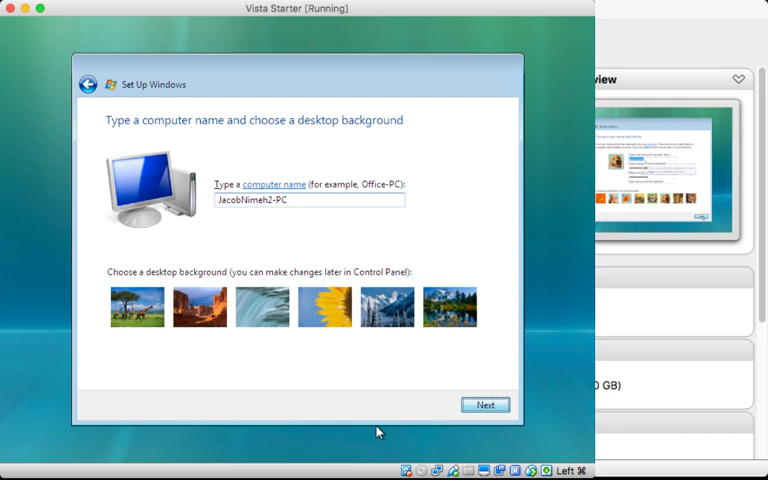 Vista Starter [Running]
Set Up Windows
Type a computer name and choose a desktop background
Type a computer name (for example, Office-PC):
JacobNimeh2-PC
Choose a desktop background (you can make changes later in Control Panel):
Next
Left ⌘
view
0 GB)